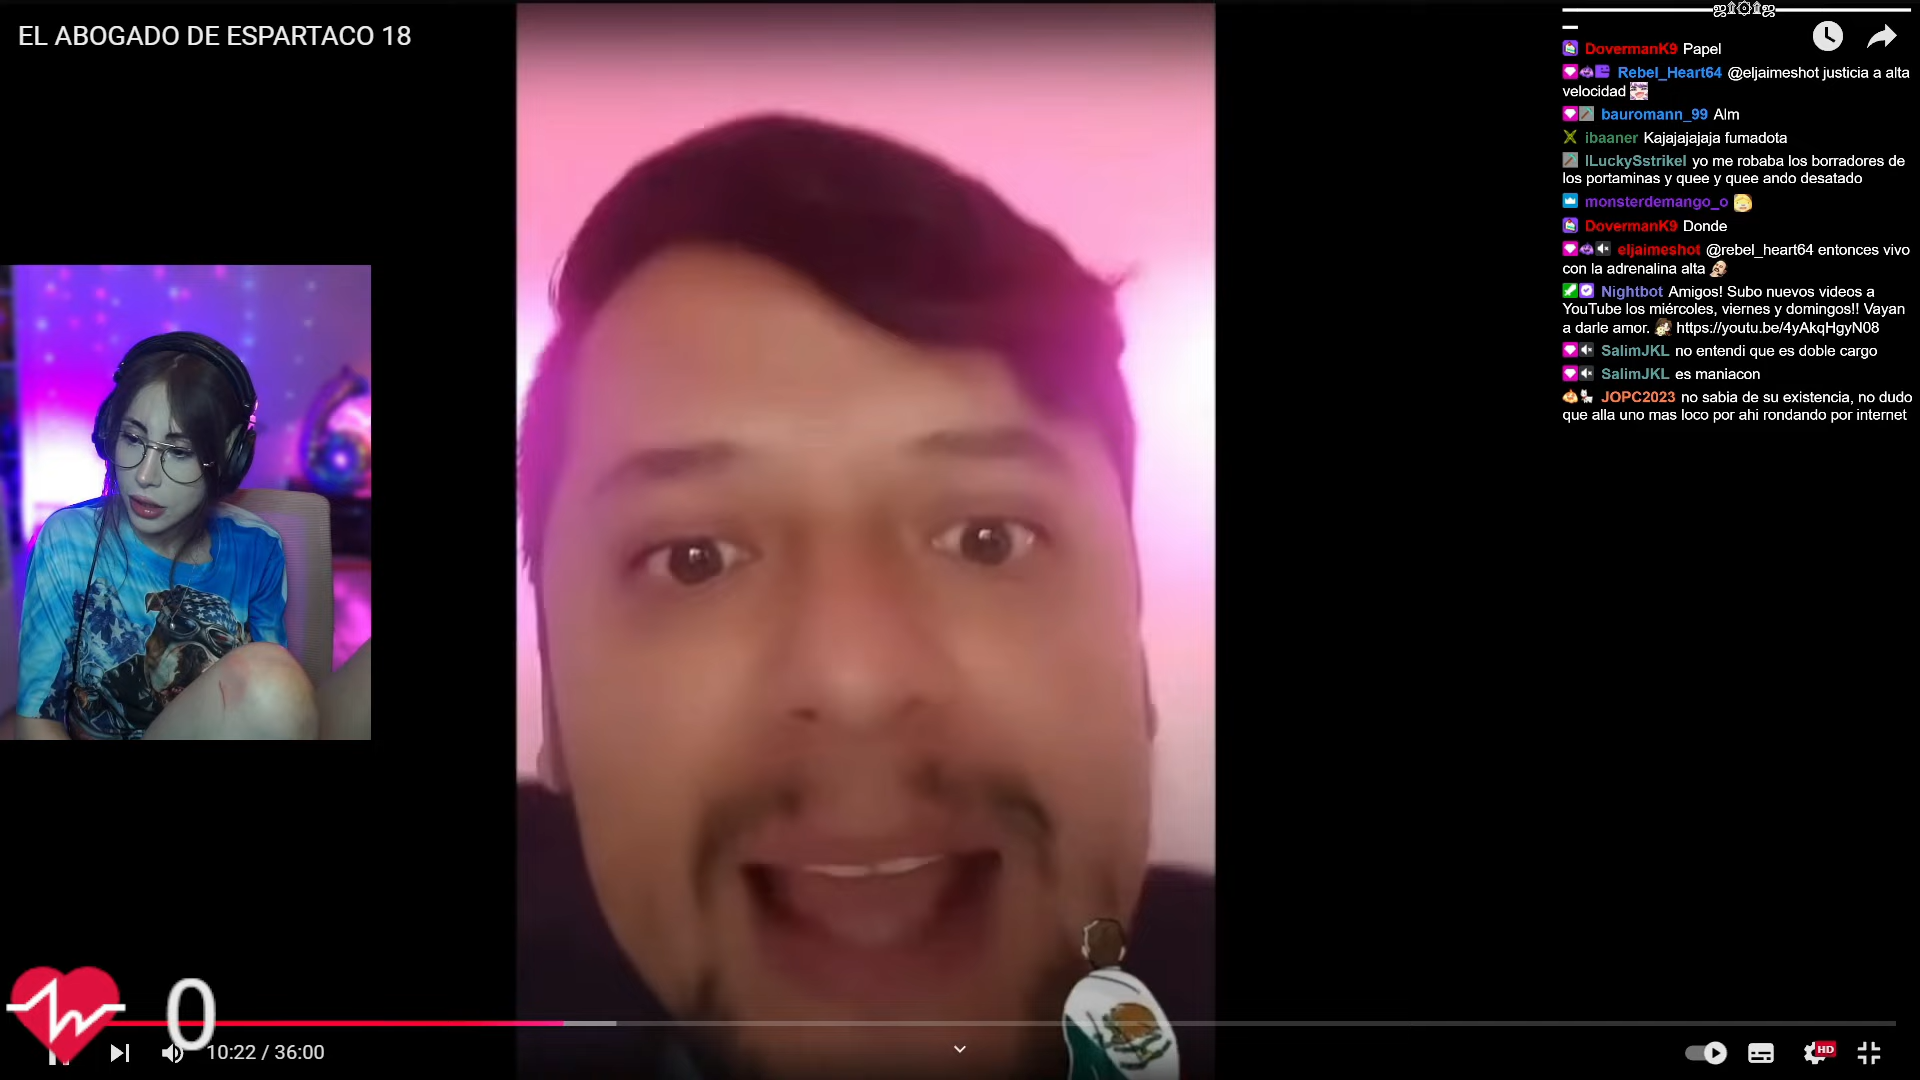 EL ABOGADO DE ESPARTACO 18
DovermanK9 Papel
Rebel_Heart64 @eljaimeshot justicia a alta
velocidad
bauromann_99 Alm
ibaaner Kajajajajaja fumadota
ILuckySstrikel yo me robaba los borradores de
los portaminas y quee y quee ando desatado
monsterdemango_o
DovermanK9 Donde
eljaimeshot @rebel_heart64 entonces vivo
con la adrenalina alta
Nightbot Amigos! Subo nuevos videos a
YouTube los miércoles, viernes y domingos!! Vayan
a darle amor. https://youtu.be/4yAkqHgyN08
SalimJKL no entendi que es doble cargo
SalimJKL es maniacon
JOPC2023 no sabia de su existencia, no dudo
que alla uno mas loco por ahi rondando por internet
0
10:22 / 36:00
HD